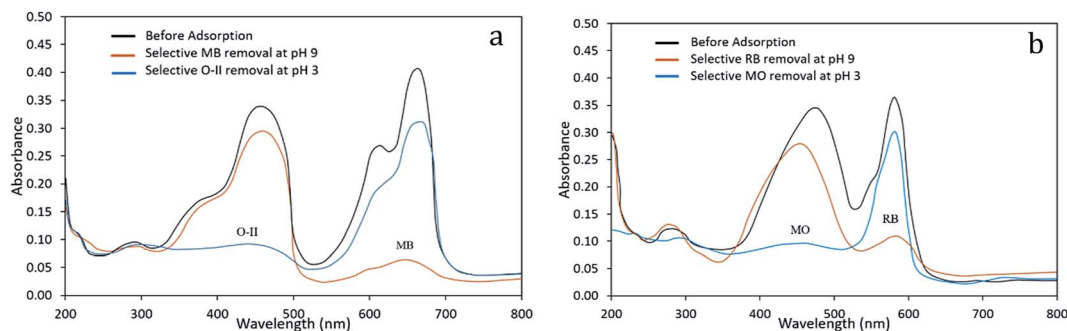 a
0.50
0.45
0.40
0.35
0.30
0.25
0.20
0.15
0.10
0.05
0.00
Absorbance
Before Adsorption
Selective MB removal at pH 9
Selective O-II removal at pH 3
O-II
MB
200 300 400 500 600 700 800
Wavelength (nm)
b
0.50
0.45
0.40
0.35
0.30
0.25
0.20
0.15
0.10
0.05
0.00
Absorbance
Before Adsorption
Selective RB removal at pH 9
Selective MO removal at pH 3
MO
RB
200 300 400 500 600 700 800
Wavelength (nm)